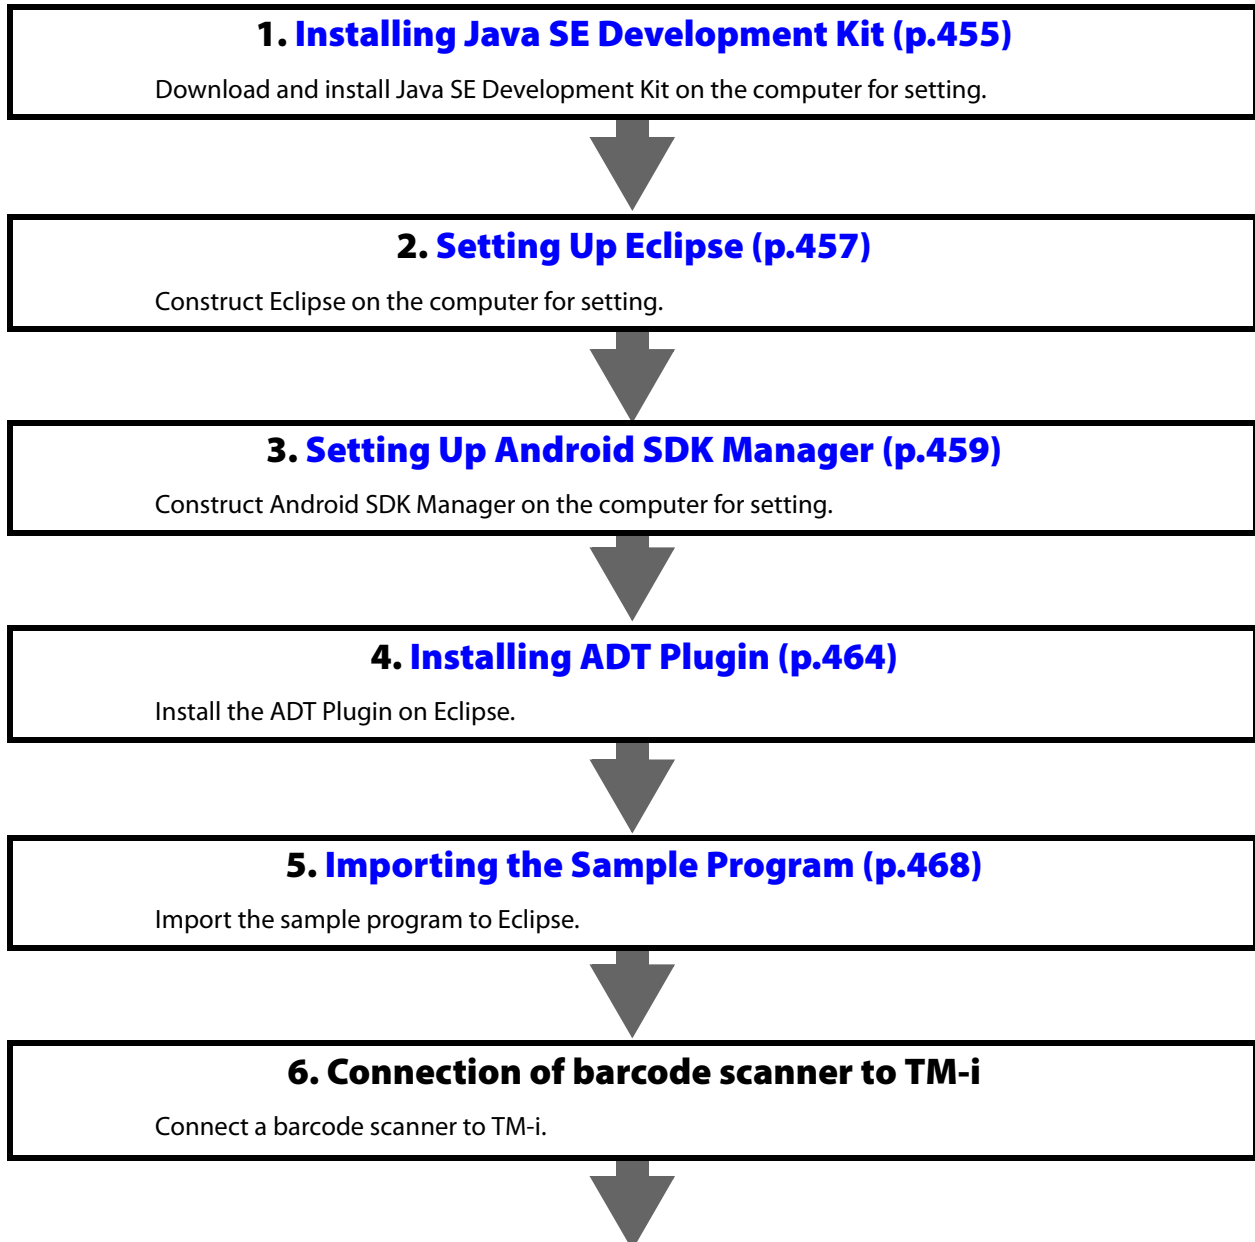 1. Installing Java SE Development Kit (p.455)
Download and install Java SE Development Kit on the computer for setting.
2. Setting Up Eclipse (p.457)
Construct Eclipse on the computer for setting.
3. Setting Up Android SDK Manager (p.459)
Construct Android SDK Manager on the computer for setting.
4. Installing ADT Plugin (p.464)
Install the ADT Plugin on Eclipse.
5. Importing the Sample Program (p.468)
Import the sample program to Eclipse.
6. Connection of barcode scanner to TM-i
Connect a barcode scanner to TM-i.